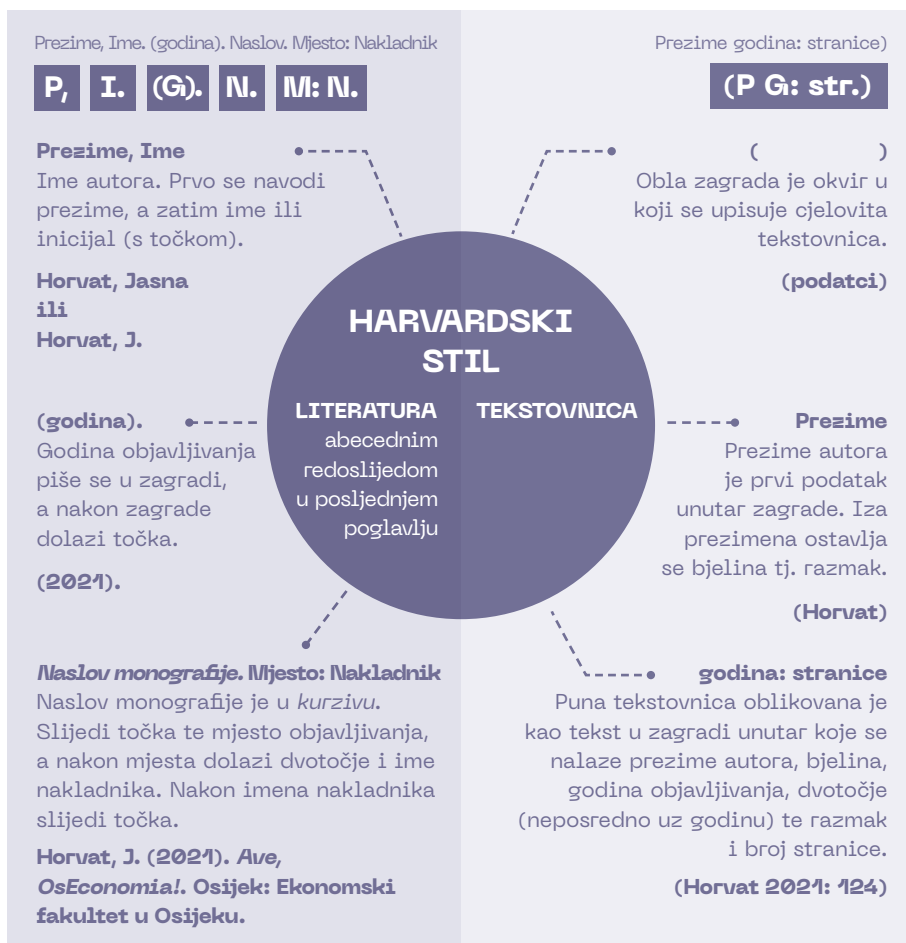 Prezime, Ime. (godina). Naslov. Mjesto: Nakladnik
P, I. (G). N. M: N.
Prezime, Ime
Ime autora. Prvo se navodi
prezime, a zatim ime ili
inicijal (s točkom).
Horvat, Jasna
ili
Horvat, J.
(godina).
Godina objavljivanja
piše se u zagradi,
a nakon zagrade
dolazi točka.
(2021).
Naslov monografije. Mjesto: Nakladnik
Naslov monografije je u kurzivu.
Slijedi točka te mjesto objavljivanja,
a nakon mjesta dolazi dvotočje i ime
nakladnika. Nakon imena nakladnika
slijedi točka.
Horvat, J. (2021). Ave,
OsEconomia!. Osijek: Ekonomski
fakultet u Osijeku.
HARVARDSKI
STIL
LITERATURA
abecednim
redoslijedom
u posljednjem
poglavlju
TEKSTOVNICA
Prezime godina: stranice)
(P G: str.)
( )
Obla zagrada je okvir u
koji se upisuje cjelovita
tekstovnica.
(podatci)
Prezime
Prezime autora
je prvi podatak
unutar zagrade. Iza
prezimena ostavlja
se bjelina tj. razmak.
(Horvat)
godina: stranice
Puna tekstovnica oblikovana je
kao tekst u zagradi unutar koje se
nalaze prezime autora, bjelina,
godina objavljivanja, dvotočje
(neposredno uz godinu) te razmak
i broj stranice.
(Horvat 2021: 124)